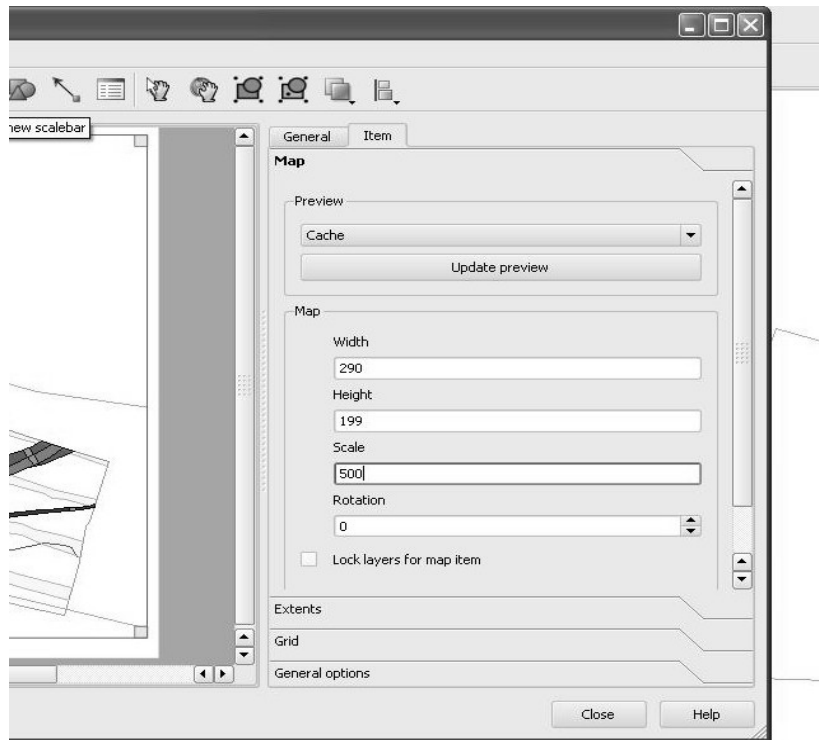 new scalebar
General Item
Map
Preview
Cache
Update preview
Map
Width
290
Height
199
Scale
500
Rotation
0
Lock layers for map item
Extents
Grid
General options
Close Help